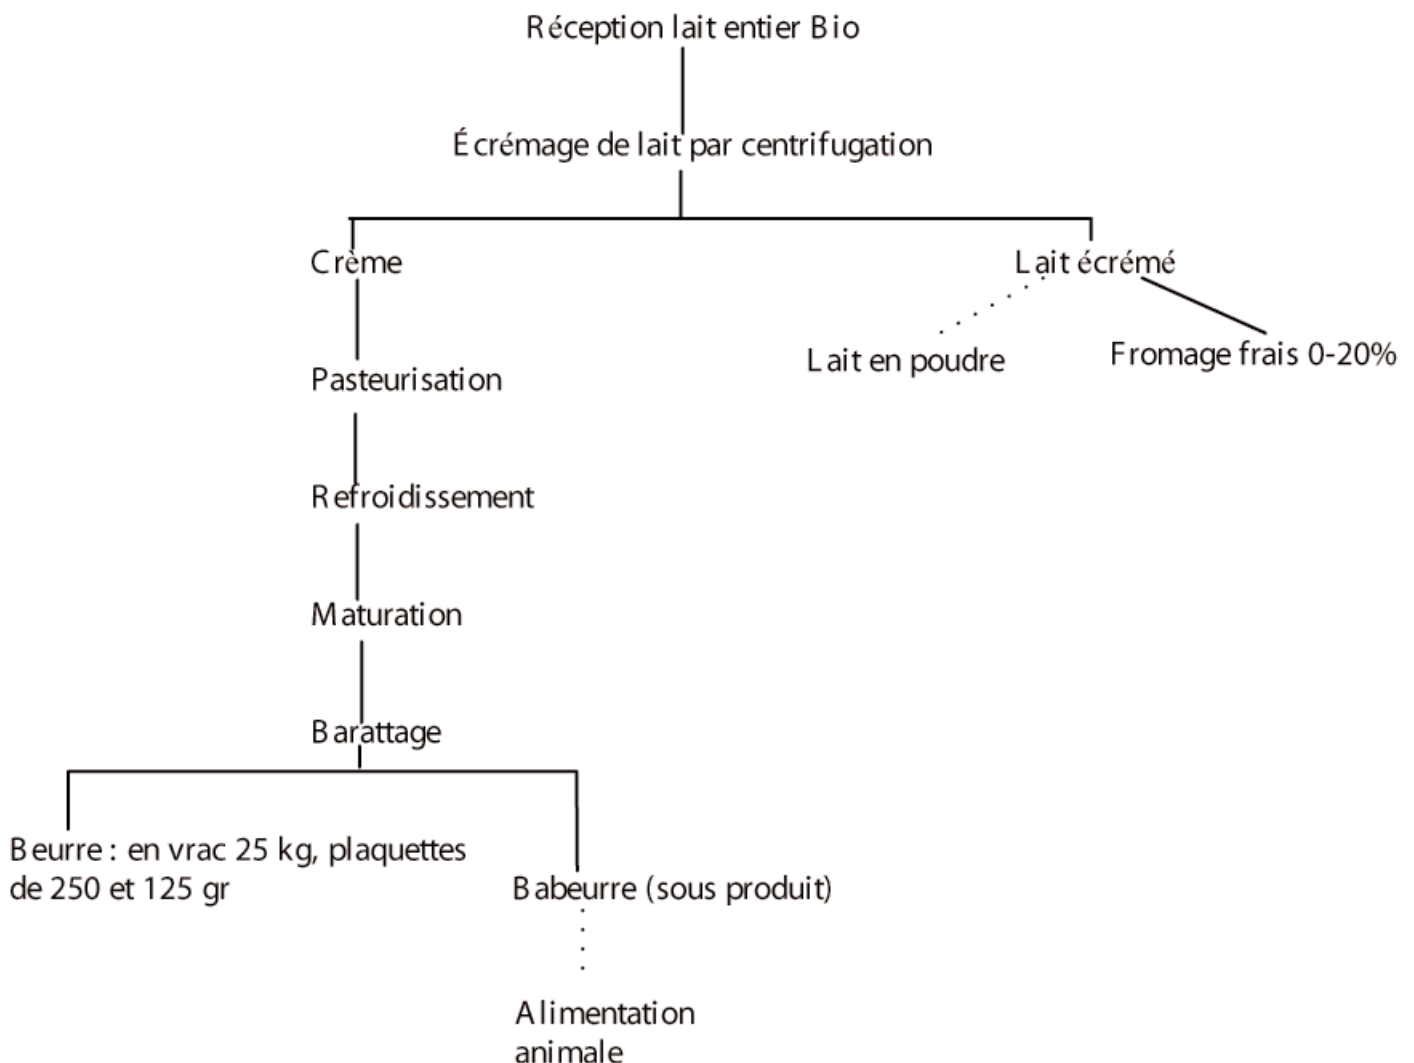 Réception lait entier Bio
Écrémage de lait par centrifugation
Crème
Lait écrémé
Lait en poudre
Fromage frais 0-20%
Pasteurisation
Refroidissement
Maturation
Barattage
Beurre : en vrac 25 kg, plaquettes
de 250 et 125 gr
Babeurre (sous produit)
Alimentation
animale